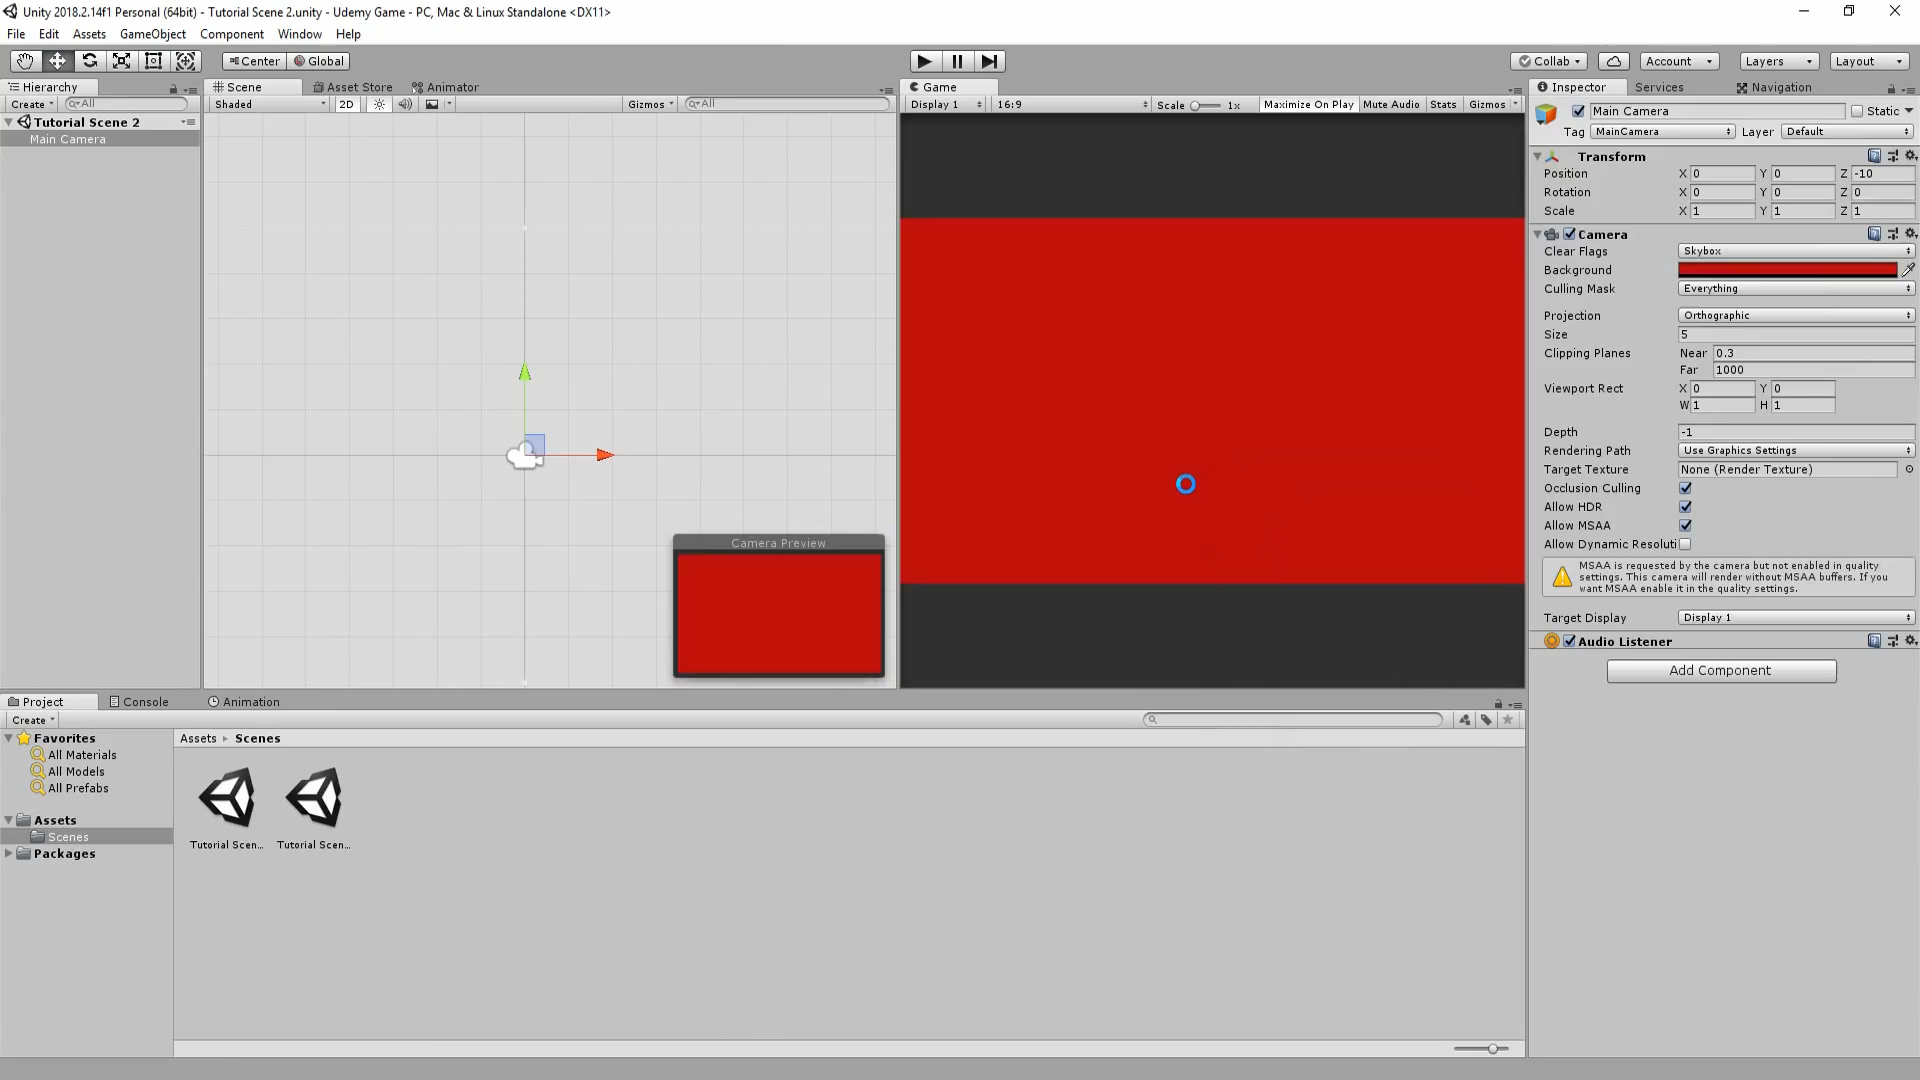 Unity 2018.2.14f1 Personal (64bit) - Tutorial Scene 2.unity - Udemy Game - PC, Mac & Linux Standalone <DX11>
File Edit Assets GameObject Component Window Help
Center Global
Collab Account Layers Layout
Hierarchy
Create All
Tutorial Scene 2
Main Camera
Scene Asset Store Animator
Shaded 2D Gizmos All
Camera Preview
Game
Display 1 16:9 Scale 1x Maximize On Play Mute Audio Stats Gizmos
Inspector Services Navigation
Main Camera Static
Tag MainCamera Layer Default
Transform
Position X 0 Y 0 Z -10
Rotation X 0 Y 0 Z 0
Scale X 1 Y 1 Z 1
Camera
Clear Flags Skybox
Background
Culling Mask Everything
Projection Orthographic
Size 5
Clipping Planes Near 0.3
Far 1000
Viewport Rect X 0 Y 0
W 1 H 1
Depth -1
Rendering Path Use Graphics Settings
Target Texture None (Render Texture)
Occlusion Culling
Allow HDR
Allow MSAA
Allow Dynamic Resoluti
MSAA is requested by the camera but not enabled in quality
settings. This camera will render without MSAA buffers. If you
want MSAA enable it in the quality settings.
Target Display Display 1
Audio Listener
Add Component
Project Console Animation
Create
Favorites
All Materials
All Models
All Prefabs
Assets
Scenes
Packages
Assets Scenes
Tutorial Scen... Tutorial Scen...